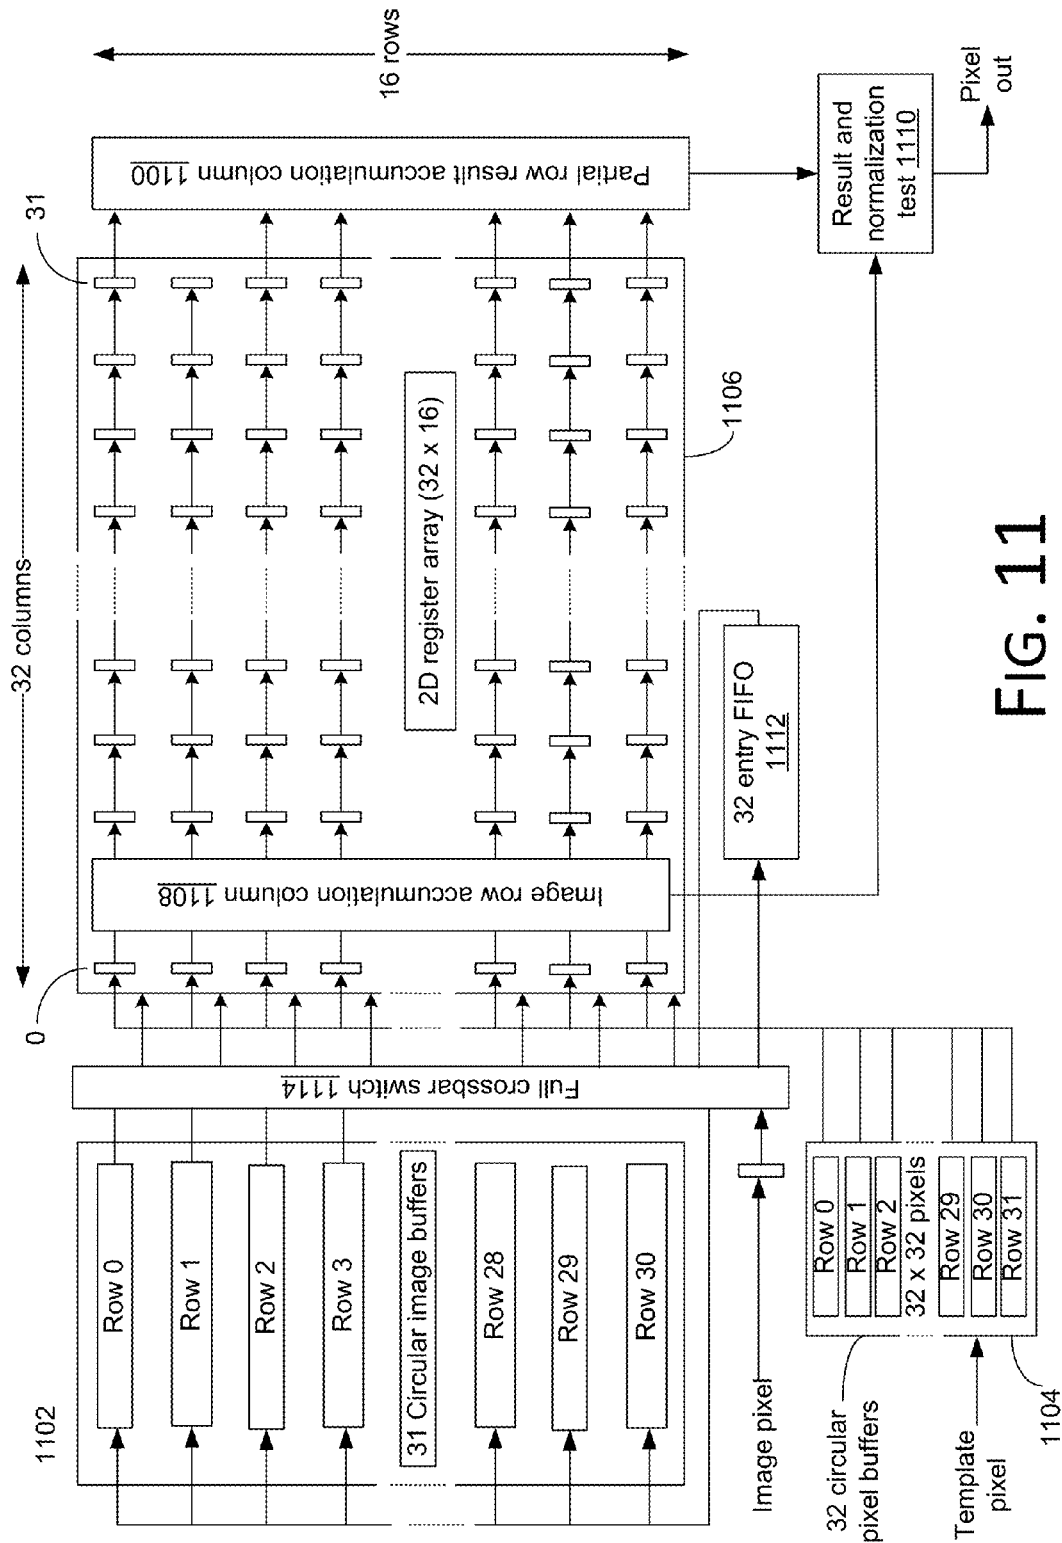 32 columns
16 rows
0
31
1102
Row 0
Row 1
Row 2
Row 3
31 Circular image buffers
Row 28
Row 29
Row 30
Full crossbar switch 1114
Image row accumulation column 1108
2D register array (32 x 16)
1106
Partial row result accumulation column 1100
Image pixel
32 entry FIFO
1112
Result and
normalization
test 1110
Pixel
out
32 circular
pixel buffers
Row 0
Row 1
Row 2
32 x 32 pixels
Row 29
Row 30
Row 31
Template
pixel
1104
FIG. 11